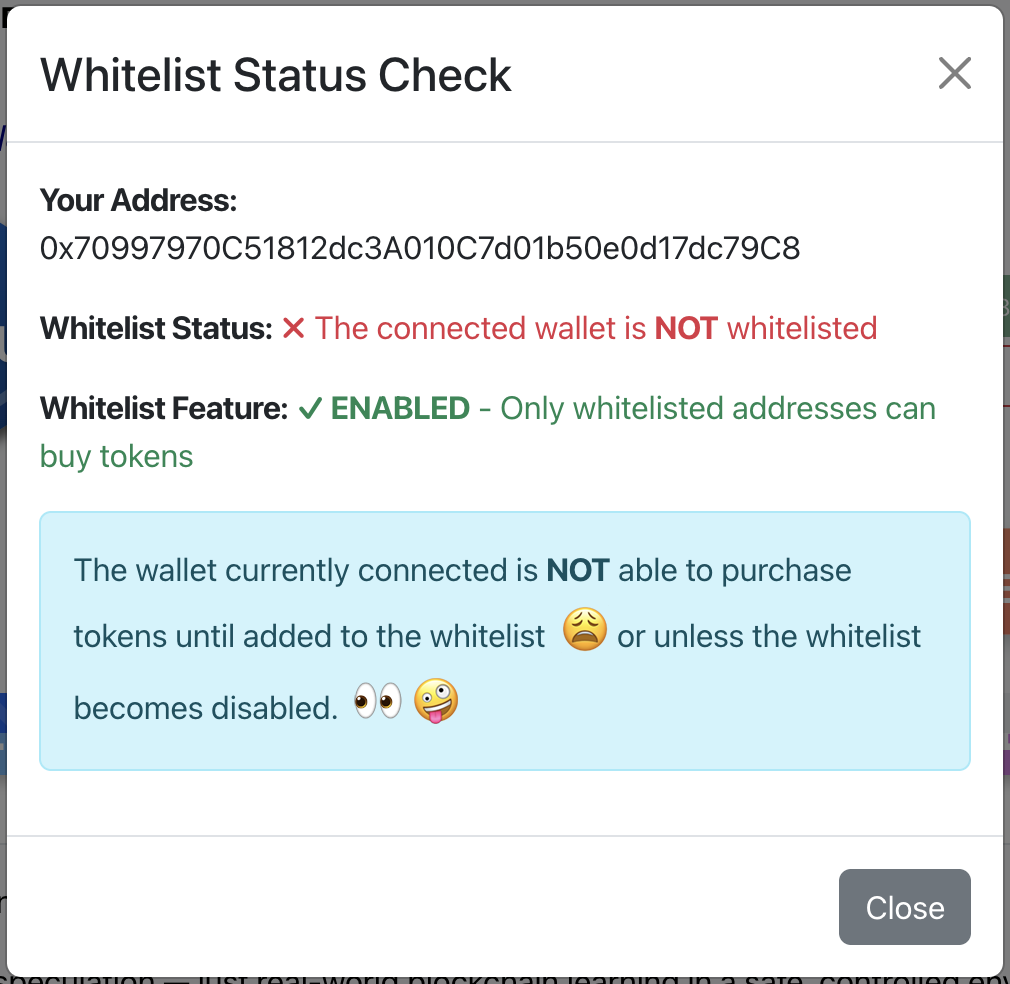 Whitelist Status Check
Your Address:
0x70997970C51812dc3A010C7d01b50e0d17dc79C8
Whitelist Status: ❌ The connected wallet is NOT whitelisted
Whitelist Feature: ✓ ENABLED - Only whitelisted addresses can
buy tokens
The wallet currently connected is NOT able to purchase
tokens until added to the whitelist 😩 or unless the whitelist
becomes disabled. 👀 🤪
Close
speculation — just real-world blockchain learning in a safe, controlled